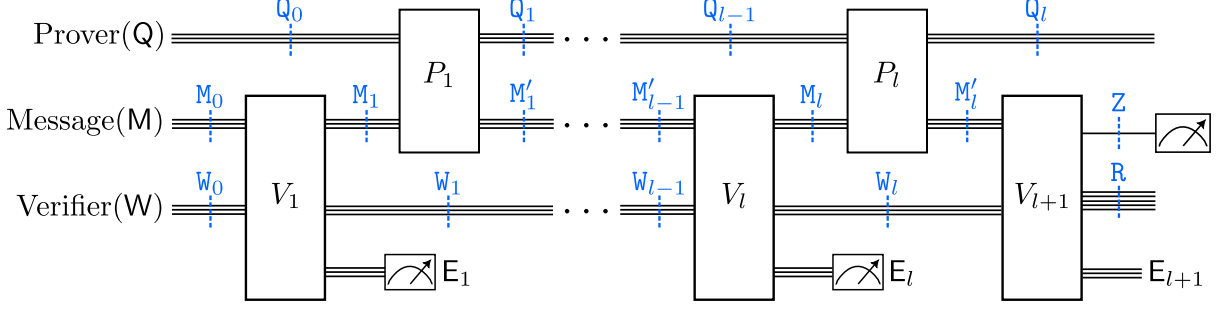 Q₀ Q₁ Qₗ₋₁ Qₗ
Prover(Q) P₁ · · · Pₗ
M₀ M₁ M′₁ M′ₗ₋₁ Mₗ M′ₗ Z
Message(M) · · ·
W₀ W₁ Wₗ₋₁ Wₗ R
Verifier(W) V₁ · · · Vₗ Vₗ₊₁
E₁ Eₗ Eₗ₊₁